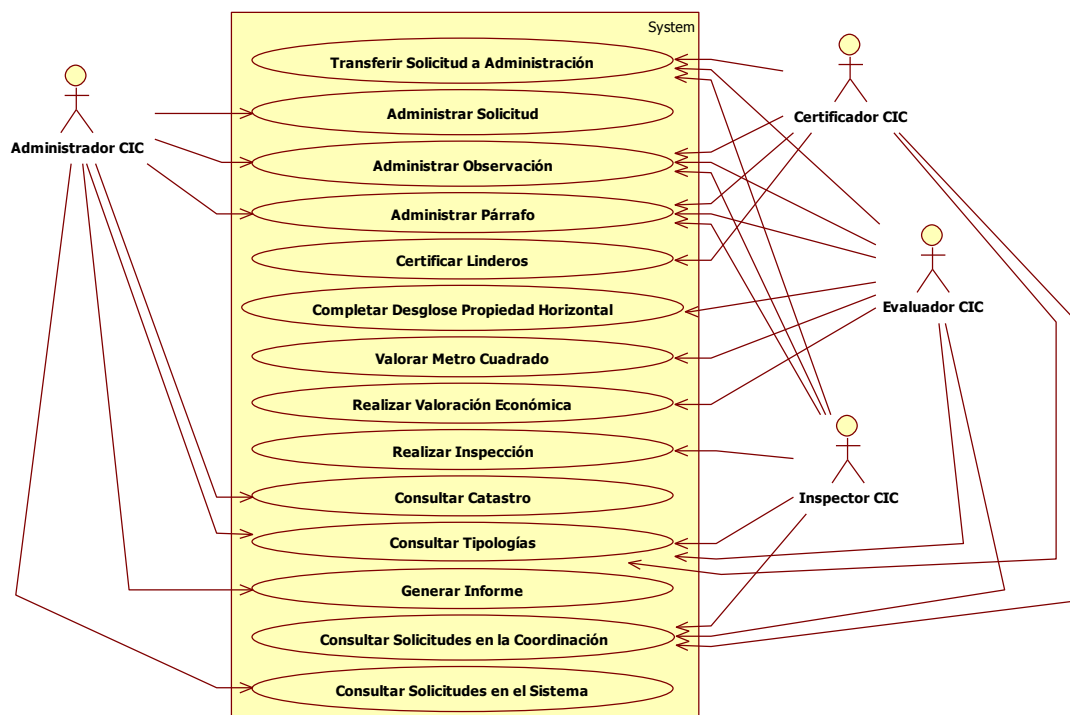 System
Transferir Solicitud a Administración
Administrar Solicitud
Administrar Observación
Administrar Párrafo
Certificar Linderos
Completar Desglose Propiedad Horizontal
Valorar Metro Cuadrado
Realizar Valoración Económica
Realizar Inspección
Consultar Catastro
Consultar Tipologías
Generar Informe
Consultar Solicitudes en la Coordinación
Consultar Solicitudes en el Sistema
Administrador CIC
Certificador CIC
Evaluador CIC
Inspector CIC